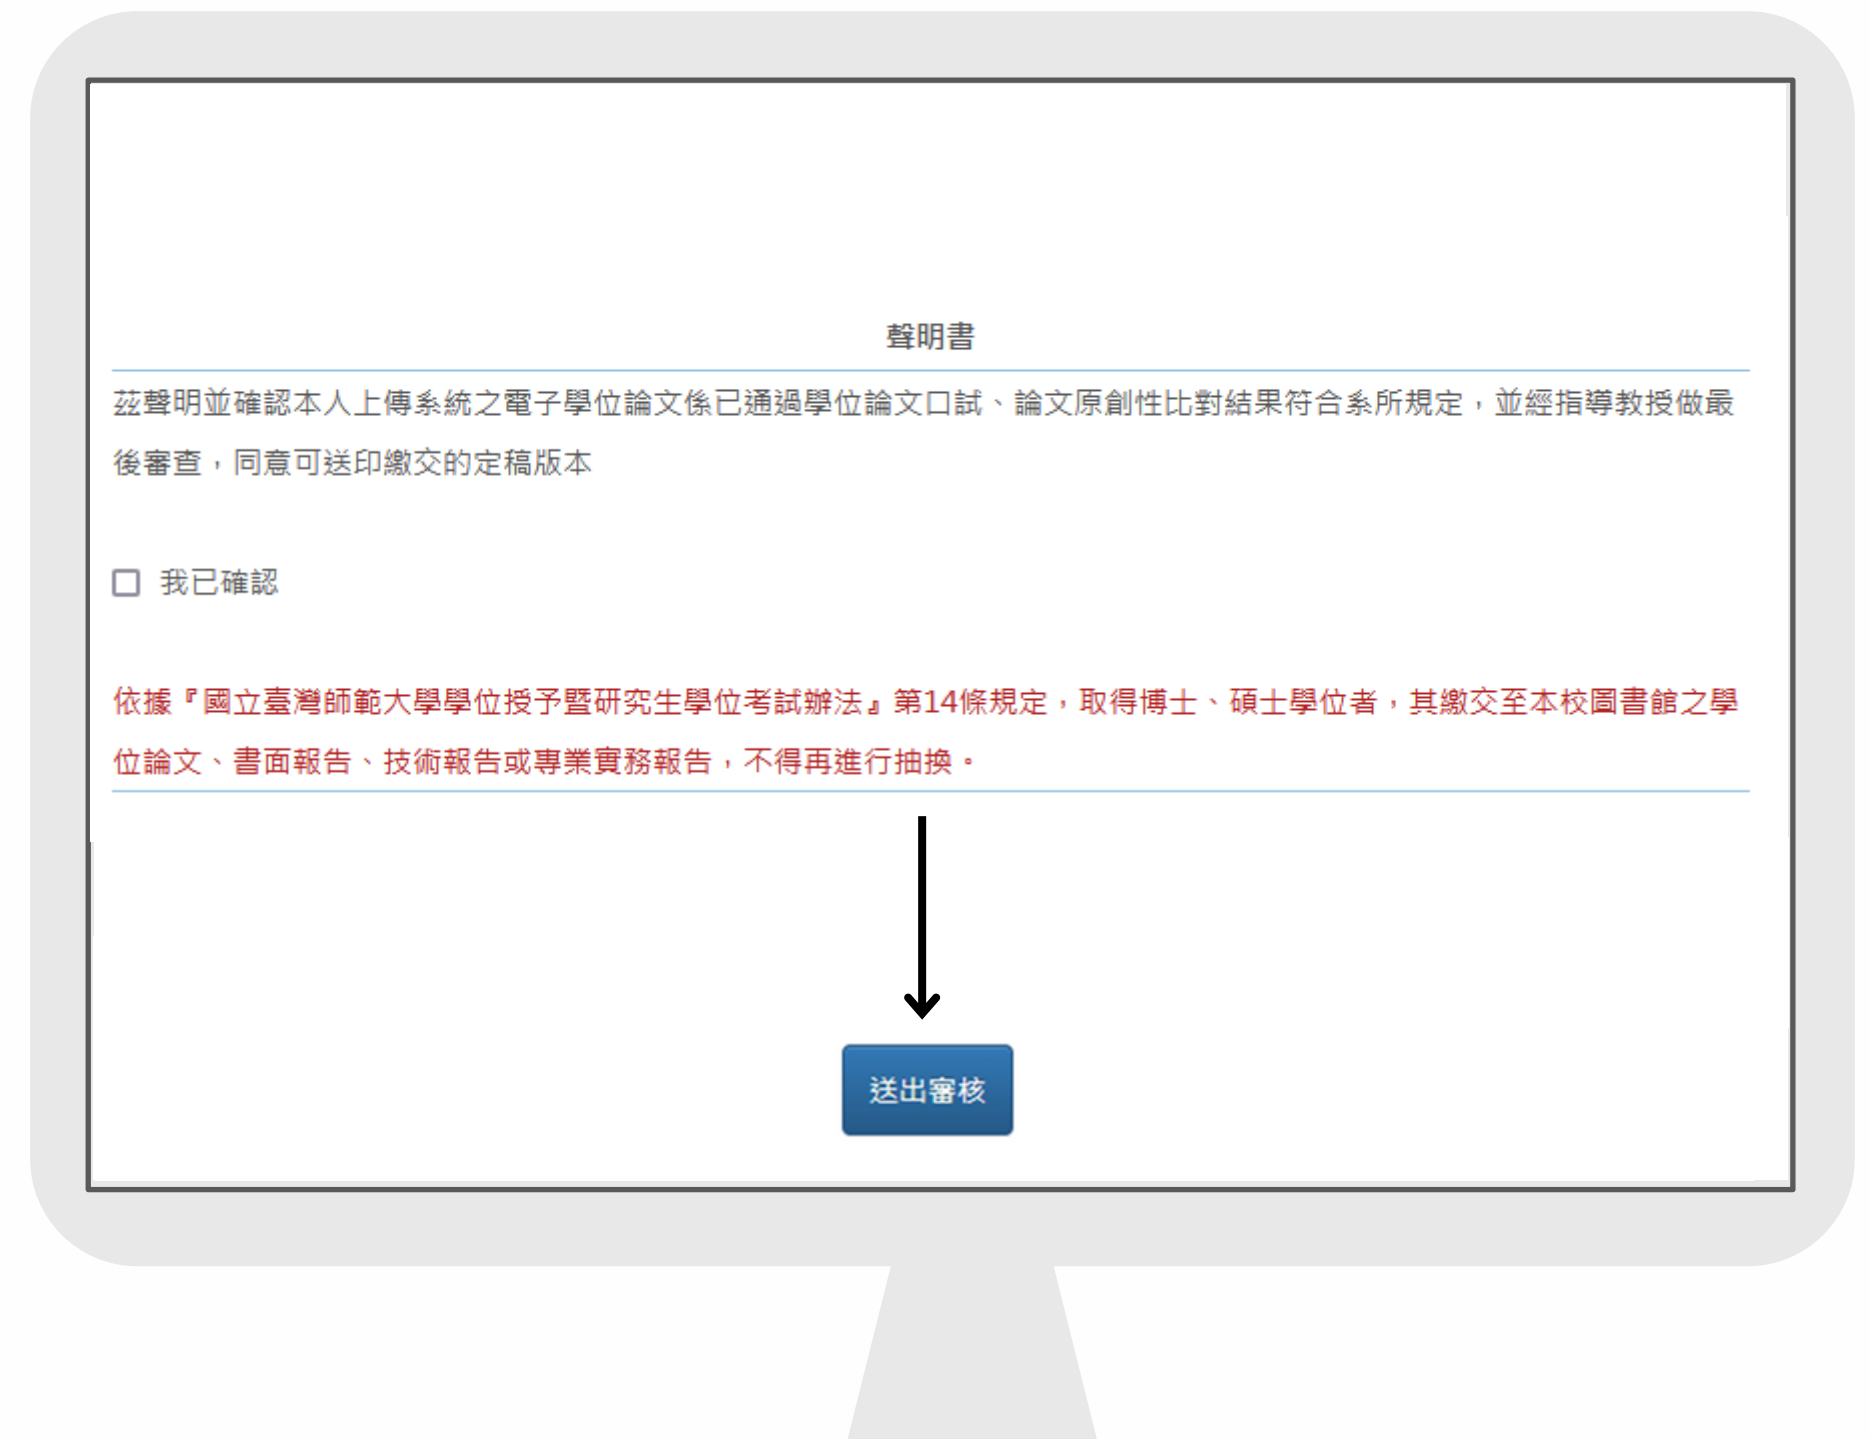 聲明書
茲聲明並確認本人上傳系統之電子學位論文係已通過學位論文口試、論文原創性比對結果符合系所規定，並經指導教授做最
後審查，同意可送印繳交的定稿版本
我已確認
依據『國立臺灣師範大學學位授予暨研究生學位考試辦法』第14條規定，取得博士、碩士學位者，其繳交至本校圖書館之學
位論文、書面報告、技術報告或專業實務報告，不得再進行抽換。
送出審核